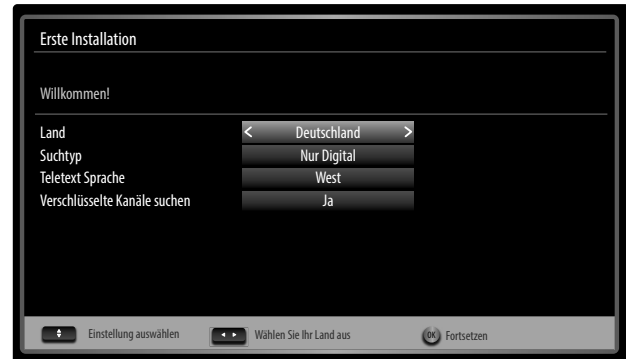 Erste Installation
Willkommen!
Land < Deutschland >
Suchtyp Nur Digital
Teletext Sprache West
Verschlüsselte Kanäle suchen Ja
Einstellung auswählen Wählen Sie Ihr Land aus OK Fortsetzen